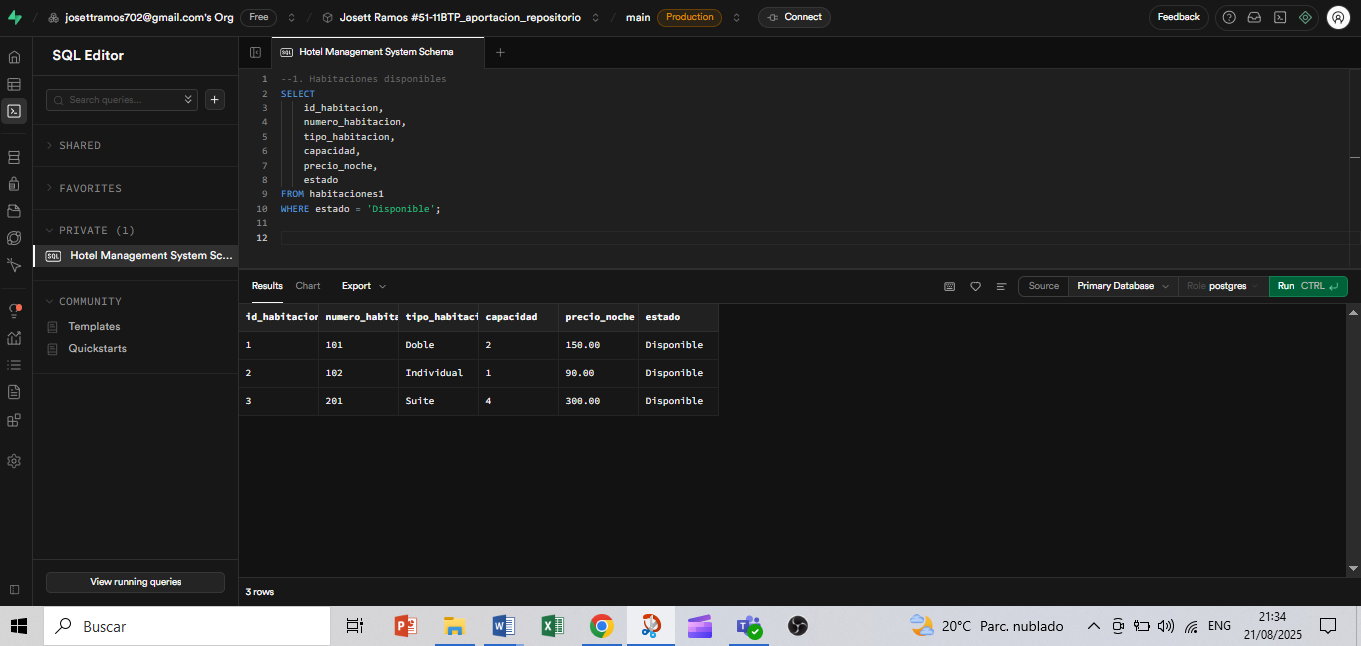 josettramos702@gmail.com's Org Free Josett Ramos #51-11BTP_aportacion_repositorio main Production Connect Feedback
SQL Editor
SQL Hotel Management System Schema
Search queries...
SHARED
FAVORITES
PRIVATE (1)
SQL Hotel Management System Sc...
COMMUNITY
Templates
Quickstarts
View running queries
1 --1. Habitaciones disponibles
2 SELECT
3 id_habitacion,
4 numero_habitacion,
5 tipo_habitacion,
6 capacidad,
7 precio_noche,
8 estado
9 FROM habitaciones1
10 WHERE estado = 'Disponible';
11
12
Results Chart Export Source Primary Database Role postgres Run CTRL
id_habitacion numero_habita tipo_habitaci capacidad precio_noche estado
1 101 Doble 2 150.00 Disponible
2 102 Individual 1 90.00 Disponible
3 201 Suite 4 300.00 Disponible
3 rows
Buscar 20°C Parc. nublado ENG 21:34
21/08/2025